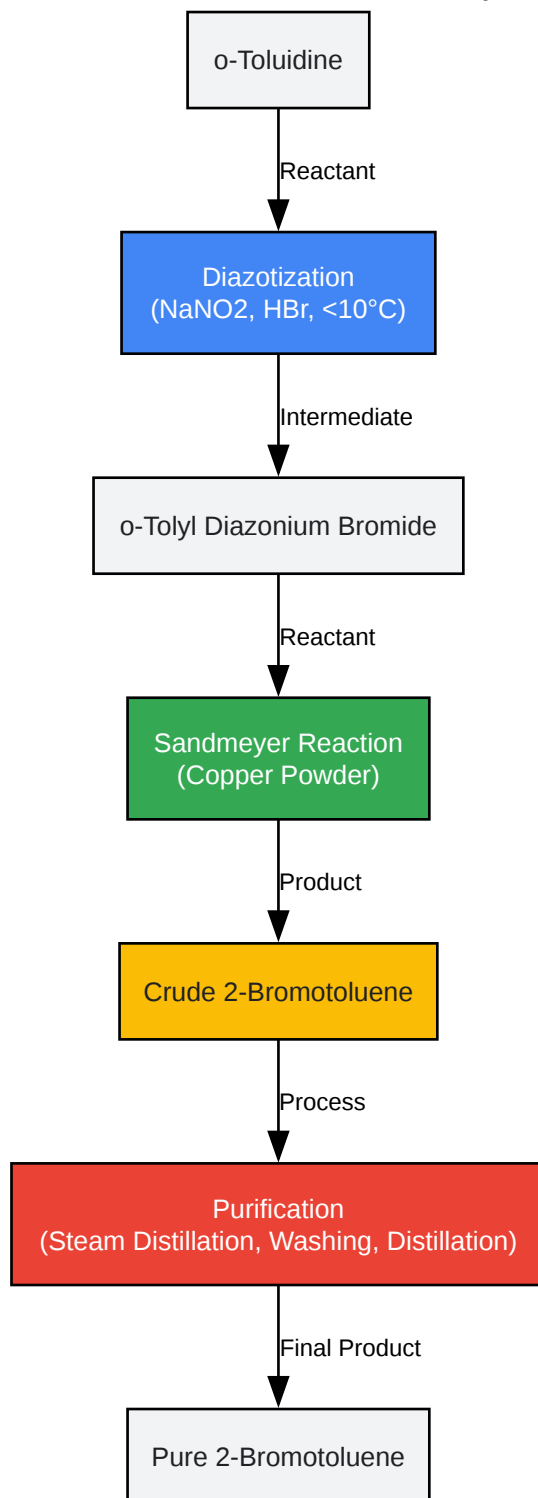 o-Toluidine
Reactant
Diazotization
(NaNO2, HBr, <10°C)
Intermediate
o-Tolyl Diazonium Bromide
Reactant
Sandmeyer Reaction
(Copper Powder)
Product
Crude 2-Bromotoluene
Process
Purification
(Steam Distillation, Washing, Distillation)
Final Product
Pure 2-Bromotoluene